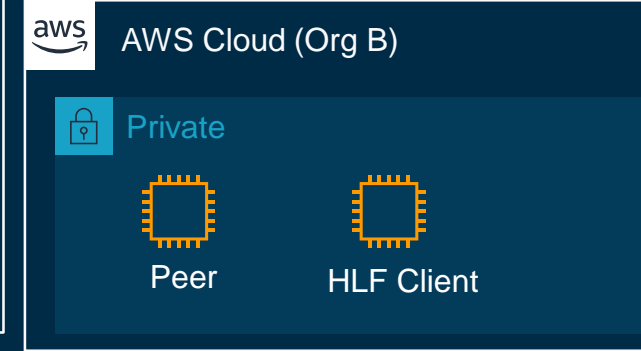 aws
AWS Cloud (Org B)
Private
Peer
HLF Client